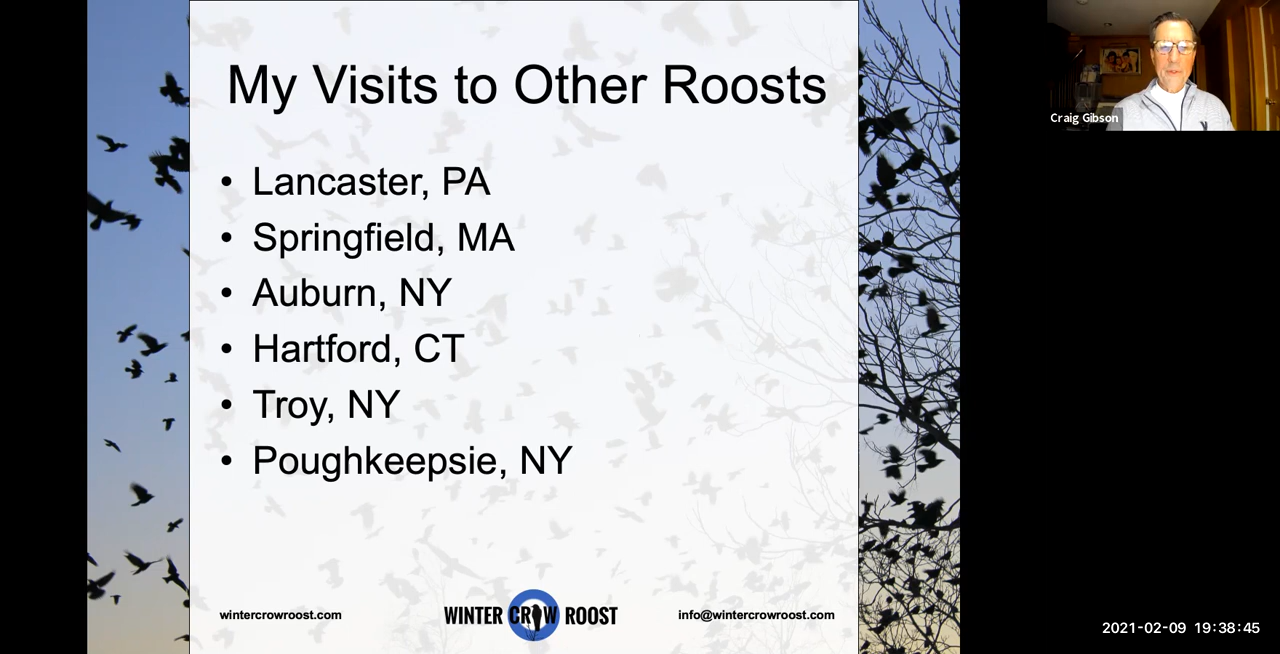 My Visits to Other Roosts
• Lancaster, PA
• Springfield, MA
• Auburn, NY
• Hartford, CT
• Troy, NY
• Poughkeepsie, NY
wintercrowroost.com
WINTER CROW ROOST
info@wintercrowroost.com
Craig Gibson
2021-02-09 19:38:45